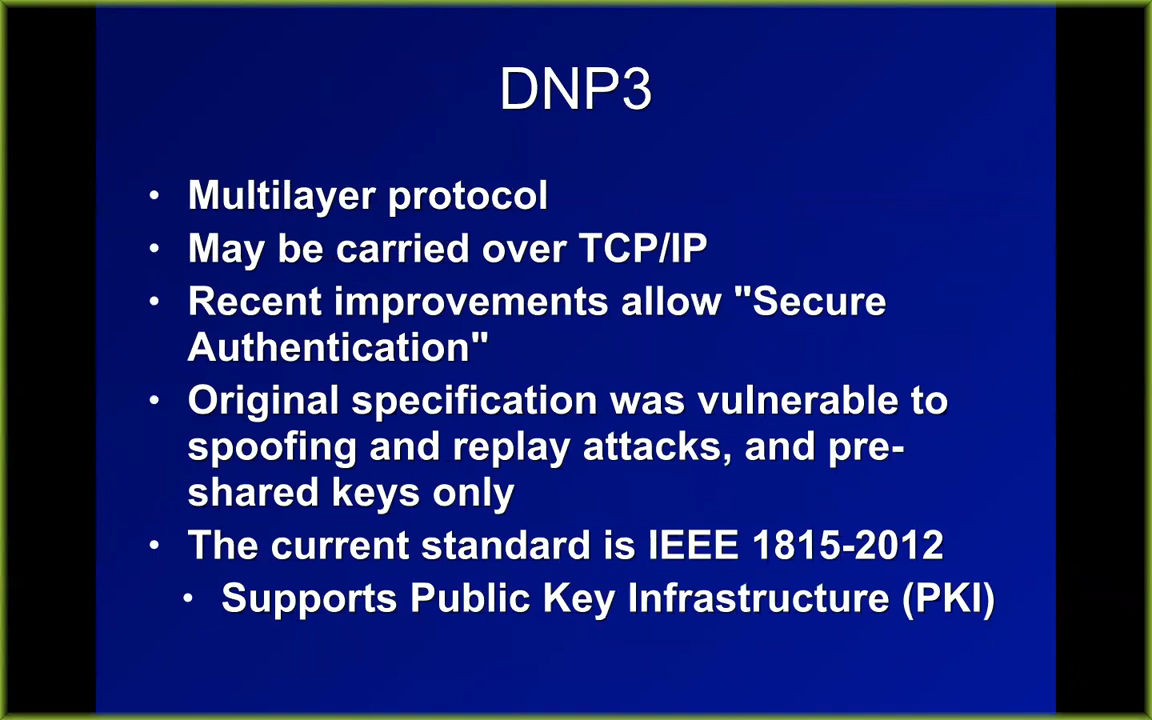 DNP3
• Multilayer protocol
• May be carried over TCP/IP
• Recent improvements allow "Secure
Authentication"
• Original specification was vulnerable to
spoofing and replay attacks, and pre-
shared keys only
• The current standard is IEEE 1815-2012
• Supports Public Key Infrastructure (PKI)